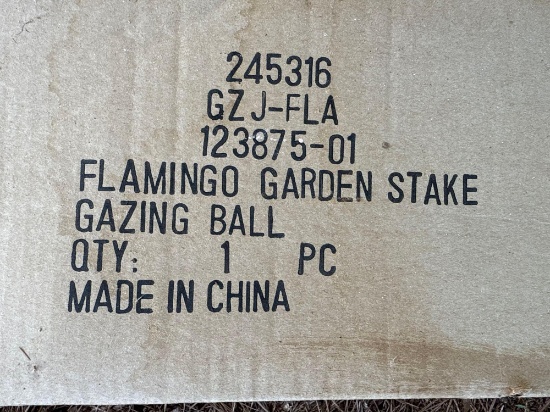 245316
GZJ-FLA
123875-01
FLAMINGO GARDEN STAKE
GAZING BALL
QTY: 1 PC
MADE IN CHINA